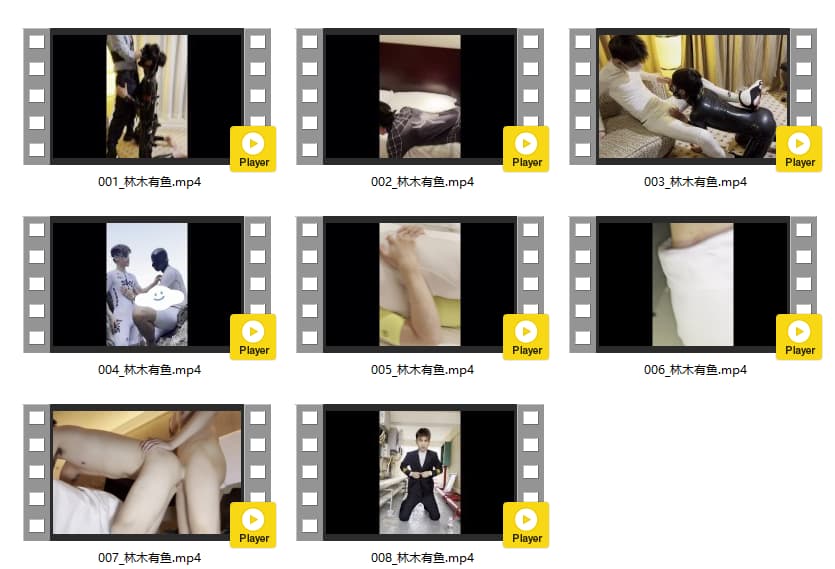 Player
Player
Player
001_林木有鱼.mp4
002_林木有鱼.mp4
003_林木有鱼.mp4
Player
Player
Player
004_林木有鱼.mp4
005_林木有鱼.mp4
006_林木有鱼.mp4
Player
Player
007_林木有鱼.mp4
008_林木有鱼.mp4